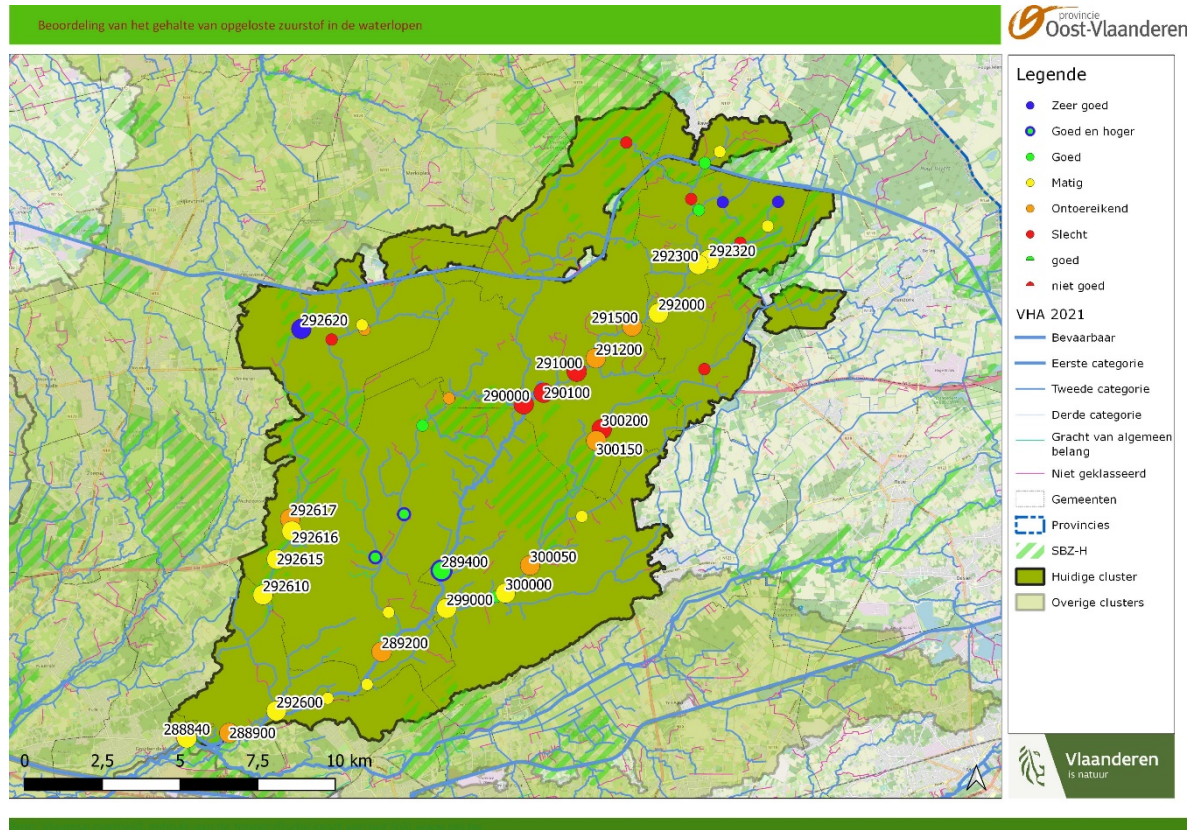 Beoordeling van het gehalte van opgeloste zuurstof in de waterlopen
provincie
Oost-Vlaanderen
Legende
Zeer goed
Goed en hoger
Goed
Matig
Ontoereikend
Slecht
goed
niet goed
VHA 2021
Bevaarbaar
Eerste categorie
Tweede categorie
Derde categorie
Gracht van algemeen
belang
Niet geklasseerd
Gemeenten
Provincies
SBZ-H
Huidige cluster
Overige clusters
292300
292320
292000
292620
291500
291200
291000
290100
290000
300200
300150
292617
292616
292615
292610
289400
300050
300000
299000
289200
292600
288840
288900
0
2,5
5
7,5
10 km
Vlaanderen
is natuur